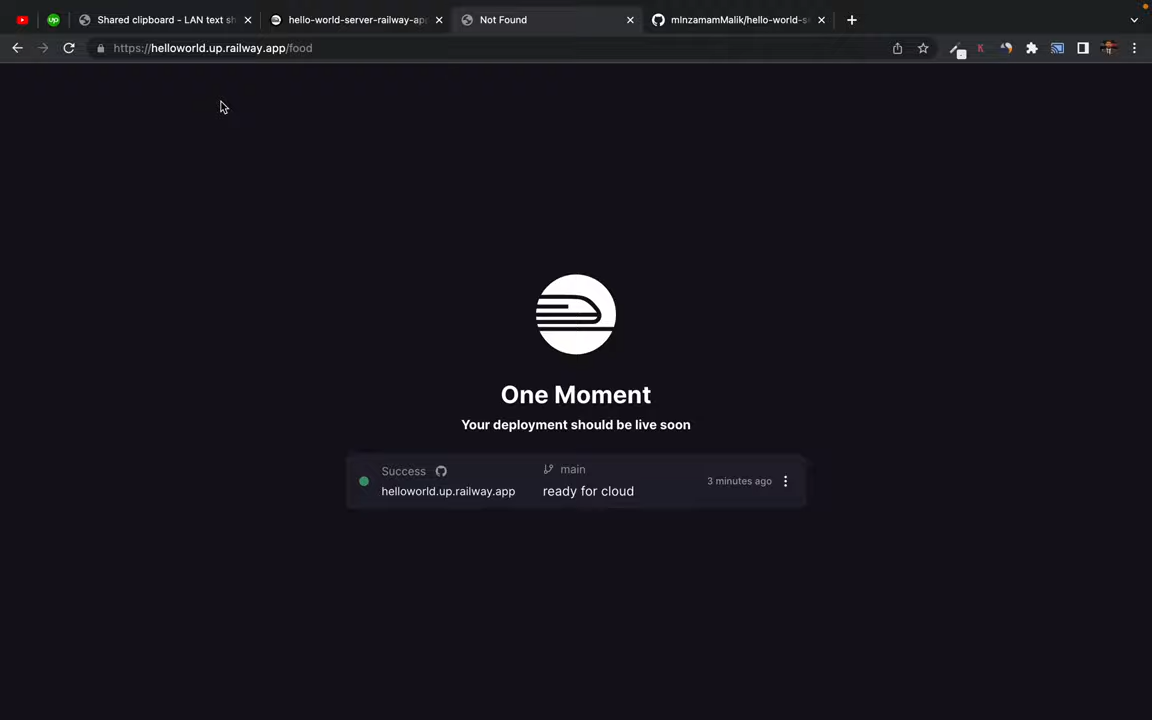 up
Shared clipboard - LAN text sh
hello-world-server-railway-app
Not Found
mInzamamMalik/hello-world-s
https://helloworld.up.railway.app/food
K
One Moment
Your deployment should be live soon
Success
main
helloworld.up.railway.app
ready for cloud
3 minutes ago